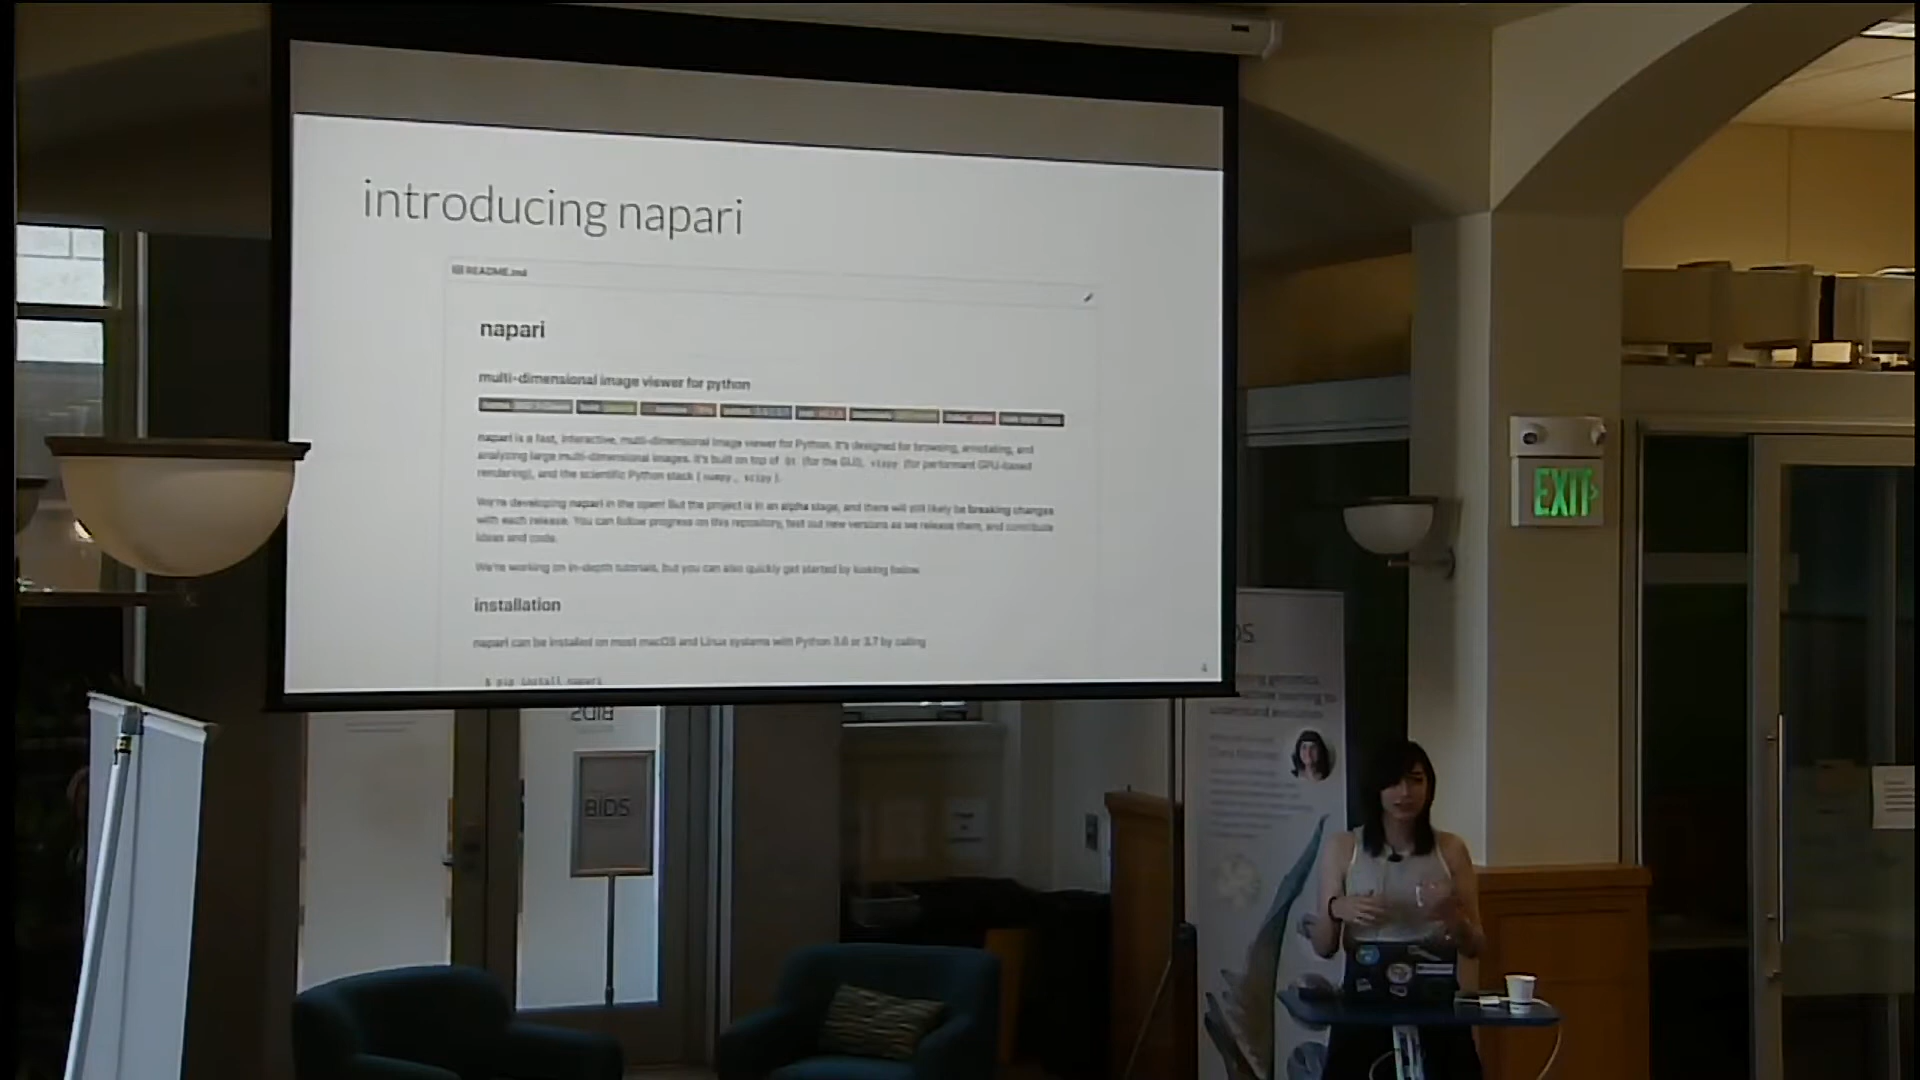 introducing napari
README.md
napari
multi-dimensional image viewer for python
napari is a fast, interactive, multi-dimensional image viewer for Python. It's designed for browsing, annotating, and
analyzing large multi-dimensional images. It's built on top of Qt (for the GUI), vispy (for performant GPU-based
rendering), and the scientific Python stack (numpy, scipy).
We're developing napari in the open! But the project is in an alpha stage, and there will still likely be breaking changes
with each release. You can follow progress on this repository, test out new versions as we release them, and contribute
ideas and code.
We're working on in-depth tutorials, but you can also quickly get started by looking below.
installation
napari can be installed on most macOS and Linux systems with Python 3.6 or 3.7 by calling
$ pip install napari
4
EXIT
BIDS
BIDS